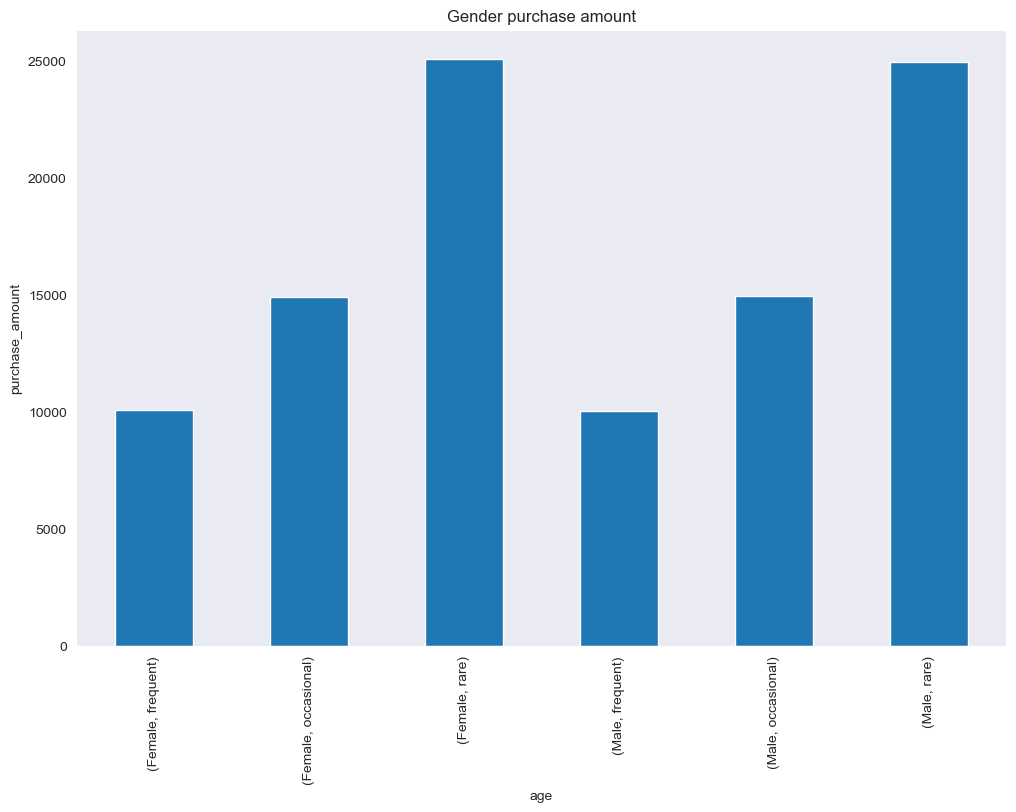 Gender purchase amount
25000
20000
15000
10000
5000
0
purchase_amount
(Female, frequent)
(Female, occasional)
(Female, rare)
(Male, frequent)
(Male, occasional)
(Male, rare)
age